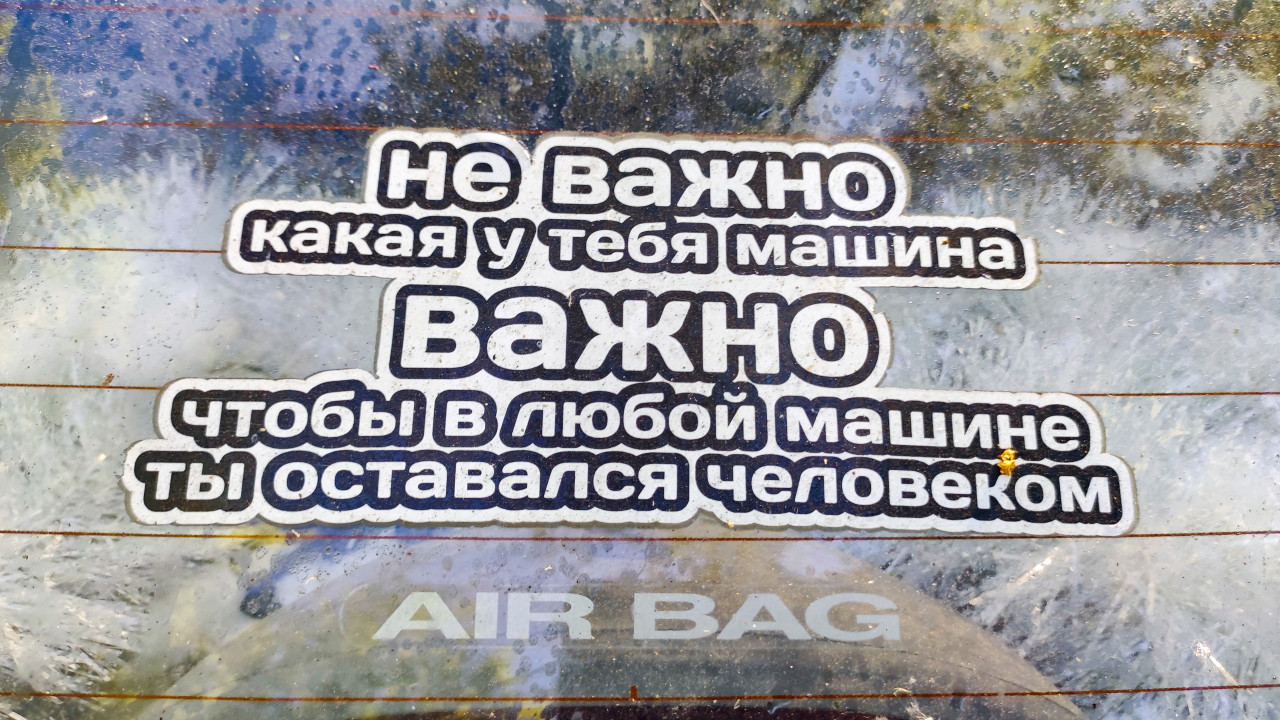 не важно
какая у тебя машина
важно
чтобы в любой машине
ты оставался человеком
AIR BAG